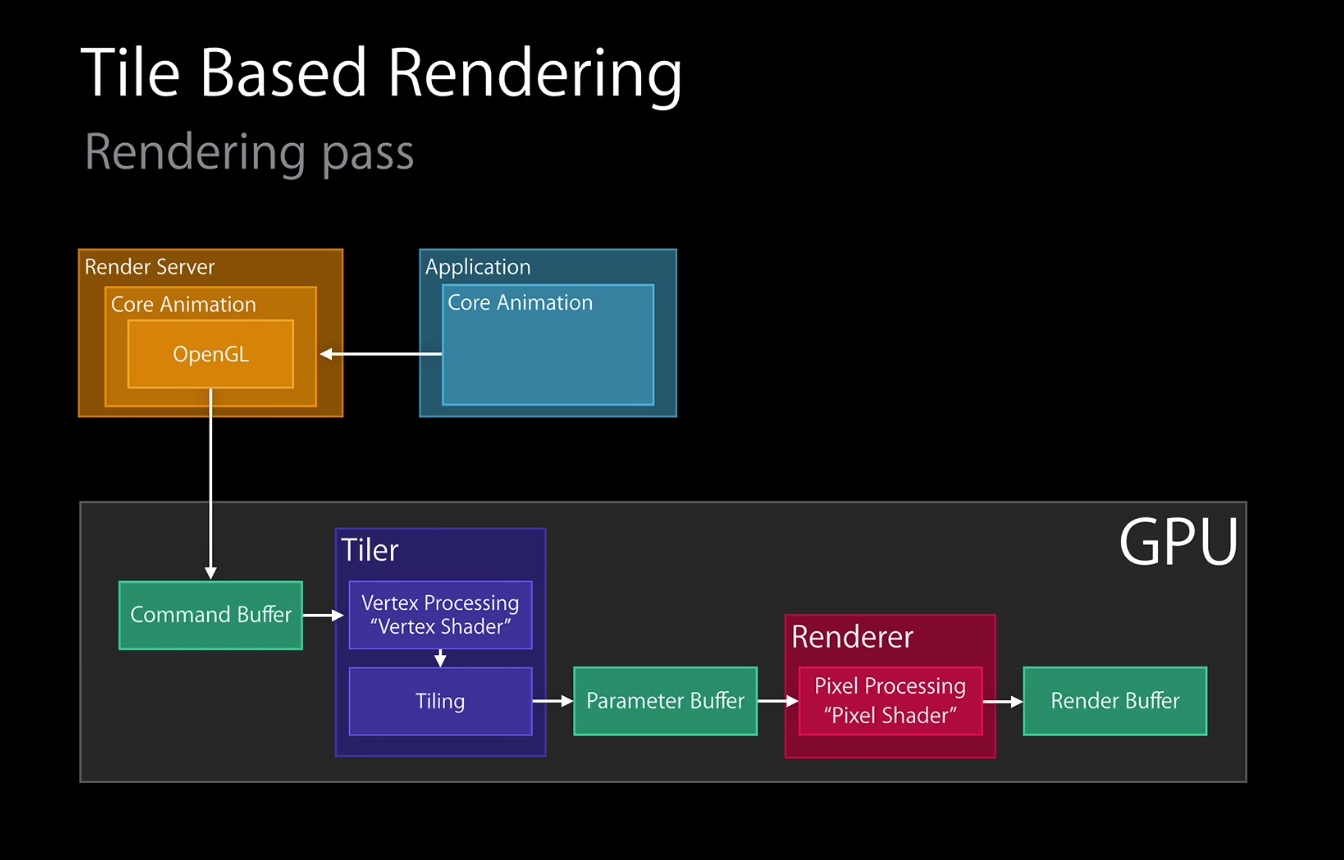 Tile Based Rendering
Rendering pass
Render Server
Core Animation
OpenGL
Application
Core Animation
GPU
Command Buffer
Tiler
Vertex Processing
“Vertex Shader”
Tiling
Parameter Buffer
Renderer
Pixel Processing
“Pixel Shader”
Render Buffer